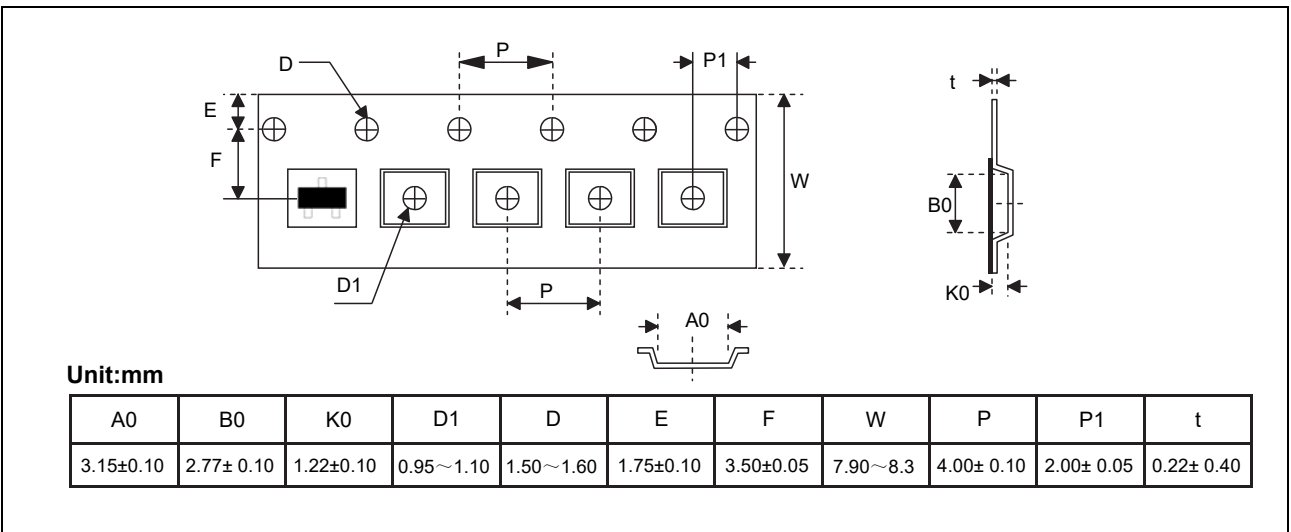 P
P1
D
t
E
F
W
B0
D1
P
K0
A0
Unit:mm
A0 B0 K0 D1 D E F W P P1 t
3.15±0.10 2.77± 0.10 1.22±0.10 0.95～1.10 1.50～1.60 1.75±0.10 3.50±0.05 7.90～8.3 4.00± 0.10 2.00± 0.05 0.22± 0.40